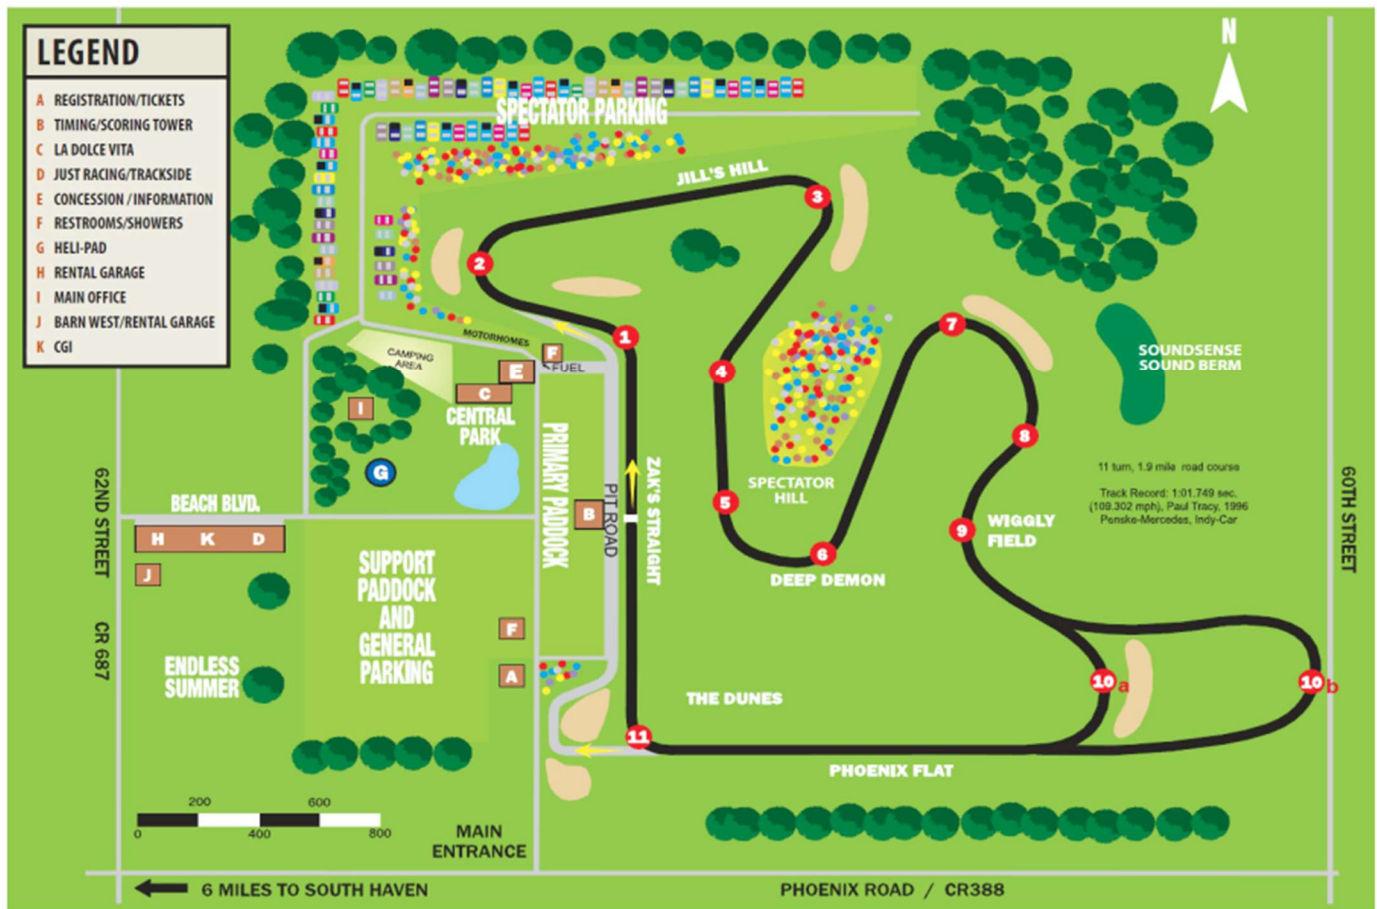 LEGEND
A REGISTRATION/TICKETS
B TIMING/SCORING TOWER
C LA DOLCE VITA
D JUST RACING/TRACKSIDE
E CONCESSION / INFORMATION
F RESTROOMS/SHOWERS
G HELI-PAD
H RENTAL GARAGE
I MAIN OFFICE
J BARN WEST/RENTAL GARAGE
K CGI
N
SPECTATOR PARKING
JILL'S HILL
3
2
1
MOTORHOMES
CAMPING
AREA
F
FUEL
E
C
I
CENTRAL
PARK
G
4
7
SOUNDSENSE
SOUND BERM
8
11 turn, 1.9 mile road course
Track Record: 1:01.749 sec.
(109.302 mph), Paul Tracy, 1996
Penske-Mercedes, Indy-Car
62ND STREET
CR 687
BEACH BLVD.
H K D
J
PRIMARY PADDOCK
B
PIT ROAD
ZAK'S STRAIGHT
SPECTATOR
HILL
5
6
DEEP DEMON
9
WIGGLY
FIELD
60TH STREET
SUPPORT
PADDOCK
AND
GENERAL
PARKING
F
A
ENDLESS
SUMMER
THE DUNES
10 a
10 b
11
PHOENIX FLAT
200 600
0 400 800
MAIN
ENTRANCE
6 MILES TO SOUTH HAVEN
PHOENIX ROAD / CR388